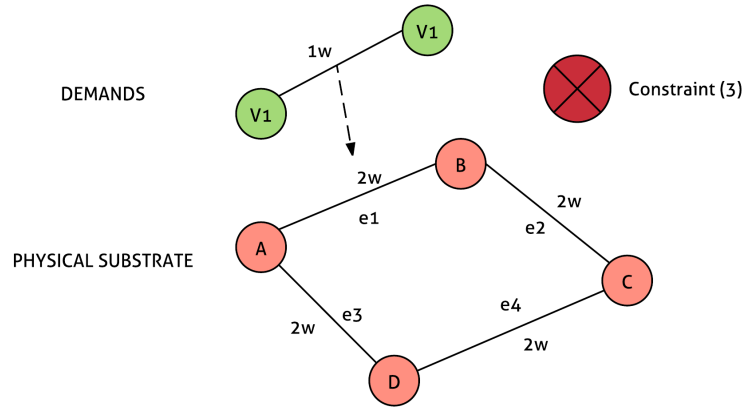 V1
1w
DEMANDS
V1
Constraint (3)
2w
B
e1
2w
e2
A
PHYSICAL SUBSTRATE
C
e3
e4
2w
2w
D